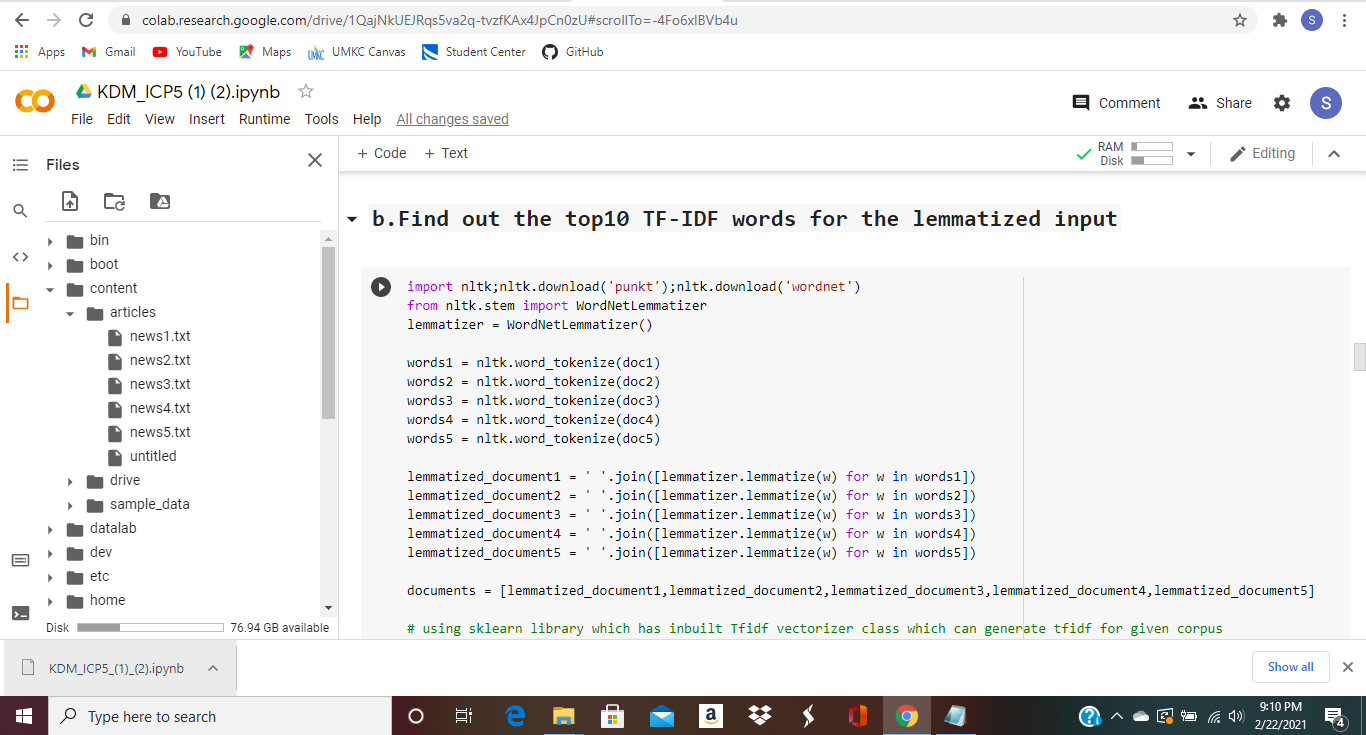 colab.research.google.com/drive/1QajNkUEJRqs5va2q-tvzfKAx4JpCn0zU#scrollTo=-4Fo6xlBVb4u
S
Apps Gmail YouTube Maps UMKC Canvas Student Center GitHub
KDM_ICP5 (1) (2).ipynb
File Edit View Insert Runtime Tools Help All changes saved
Comment Share S
Files
+ Code + Text
RAM
Disk
Editing
bin
boot
content
articles
news1.txt
news2.txt
news3.txt
news4.txt
news5.txt
untitled
drive
sample_data
datalab
dev
etc
home
Disk 76.94 GB available
b.Find out the top10 TF-IDF words for the lemmatized input
import nltk;nltk.download('punkt');nltk.download('wordnet')
from nltk.stem import WordNetLemmatizer
lemmatizer = WordNetLemmatizer()
words1 = nltk.word_tokenize(doc1)
words2 = nltk.word_tokenize(doc2)
words3 = nltk.word_tokenize(doc3)
words4 = nltk.word_tokenize(doc4)
words5 = nltk.word_tokenize(doc5)
lemmatized_document1 = ' '.join([lemmatizer.lemmatize(w) for w in words1])
lemmatized_document2 = ' '.join([lemmatizer.lemmatize(w) for w in words2])
lemmatized_document3 = ' '.join([lemmatizer.lemmatize(w) for w in words3])
lemmatized_document4 = ' '.join([lemmatizer.lemmatize(w) for w in words4])
lemmatized_document5 = ' '.join([lemmatizer.lemmatize(w) for w in words5])
documents = [lemmatized_document1,lemmatized_document2,lemmatized_document3,lemmatized_document4,lemmatized_document5]
# using sklearn library which has inbuilt Tfidf vectorizer class which can generate tfidf for given corpus
KDM_ICP5_(1)_(2).ipynb
Show all
Type here to search
9:10 PM
2/22/2021
4